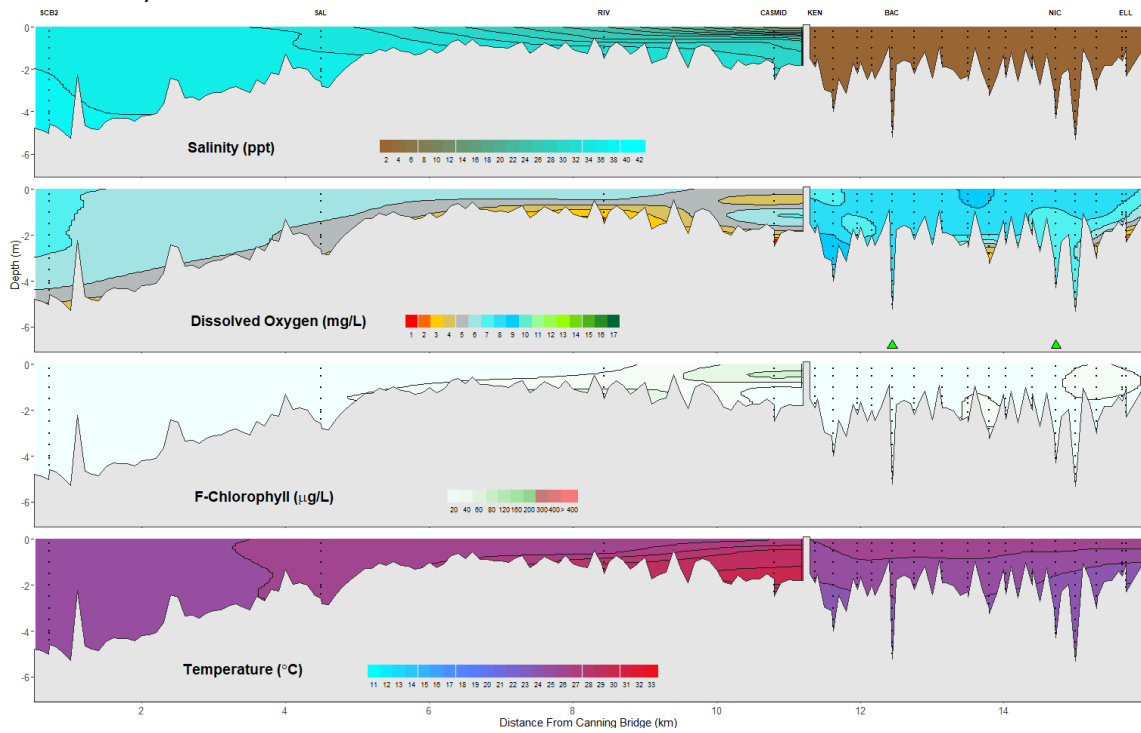 SCB2 SAL RIV CASMID KEN BAC NIC ELL
0
-2
-4
-6
Salinity (ppt)
2 4 6 8 10 12 14 16 18 20 22 24 26 28 30 32 34 36 38 40 42
0
-2
-4
-6
Depth (m)
Dissolved Oxygen (mg/L)
1 2 3 4 5 6 7 8 9 10 11 12 13 14 15 16 17
0
-2
-4
-6
F-Chlorophyll (µg/L)
20 40 60 80 120 160 200 300 400 > 400
0
-2
-4
-6
Temperature (°C)
11 12 13 14 15 16 17 18 19 20 21 22 23 24 25 26 27 28 29 30 31 32 33
2 4 6 8 10 12 14
Distance From Canning Bridge (km)